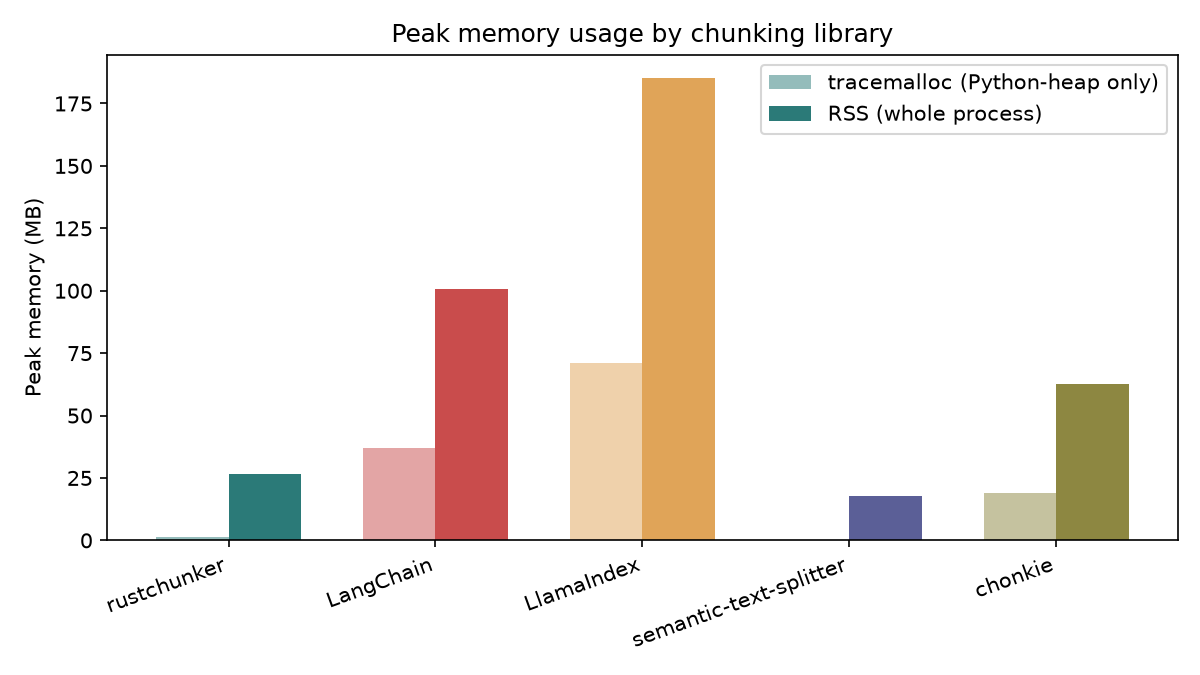 Peak memory usage by chunking library
tracemalloc (Python-heap only)
RSS (whole process)
Peak memory (MB)
175
150
125
100
75
50
25
0
rustchunker
LangChain
LlamaIndex
semantic-text-splitter
chonkie